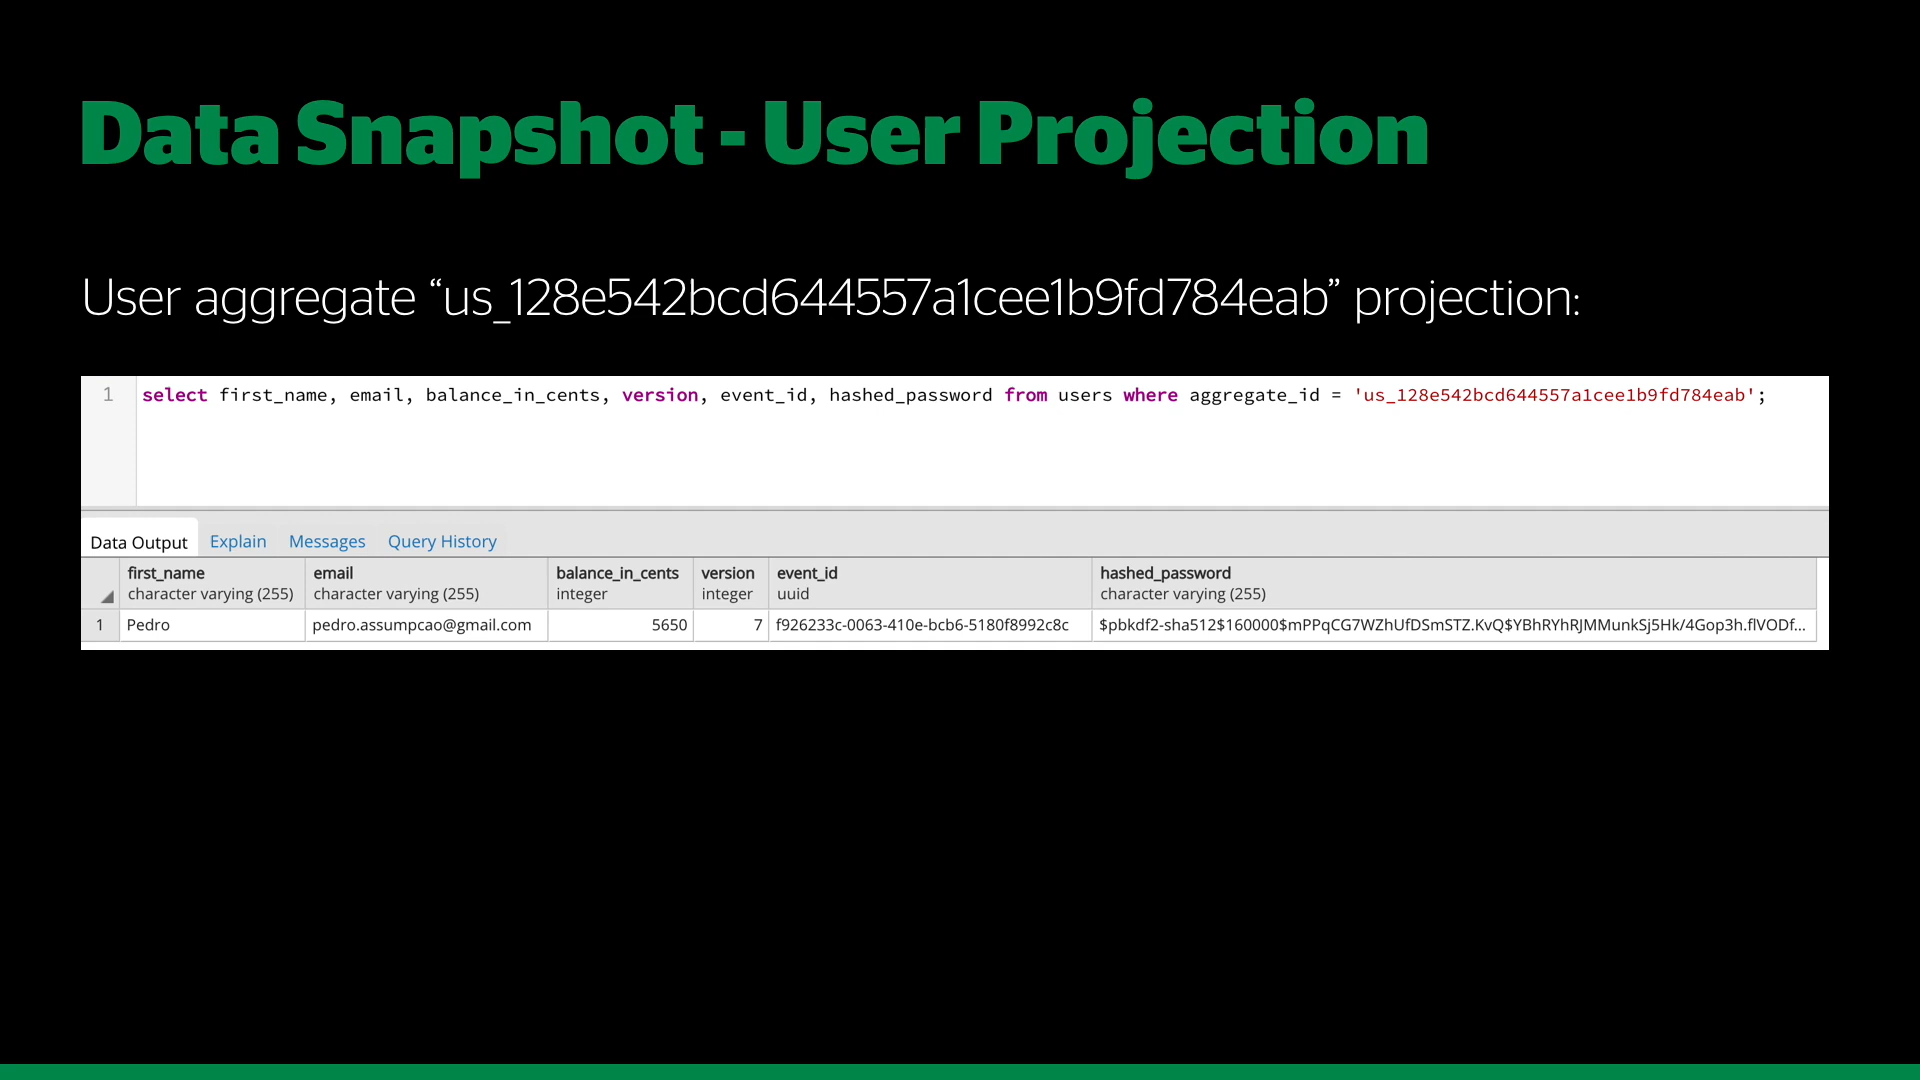 Data Snapshot - User Projection
User aggregate “us_128e542bcd644557a1cee1b9fd784eab” projection:
1 select first_name, email, balance_in_cents, version, event_id, hashed_password from users where aggregate_id = 'us_128e542bcd644557a1cee1b9fd784eab';
Data Output Explain Messages Query History
first_name email balance_in_cents version event_id hashed_password
character varying (255) character varying (255) integer integer uuid character varying (255)
1 Pedro pedro.assumpcao@gmail.com 5650 7 f926233c-0063-410e-bcb6-5180f8992c8c $pbkdf2-sha512$160000$mPPqCG7WZhUfDSmSTZ.KvQ$YBhRYhRJMMunkSj5Hk/4Gop3h.flVODf...